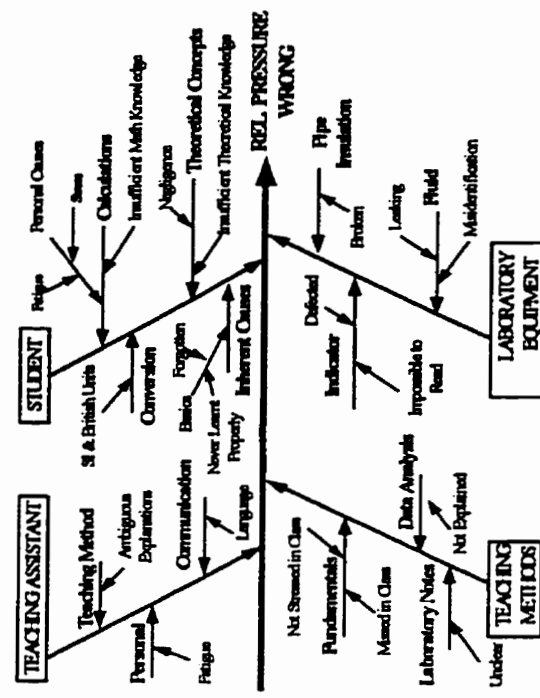 TEACHING ASSISTANT
Teaching Method
Ambiguous
Explanations
Personal
Fatigue
Communication
Language
STUDENT
Personal Causes
Fatigue
Stress
Calculations
Insufficient Math Knowledge
SI & British Units
Conversion
Negligence
Theoretical Concepts
Insufficient Theoretical Knowledge
Basics
Forgotten
Never Learnt
Properly
Inherent Causes
REL. PRESSURE
WRONG
Not Stressed in Class
Fundamentals
Missed in Class
Data Analysis
Not Explained
Laboratory Notes
Unclear
TEACHING
METHODS
Pipe
Insulation
Broken
Defected
Indicator
Impossible to
Read
Leaking
Fluid
Misidentification
LABORATORY
EQUIPMENT